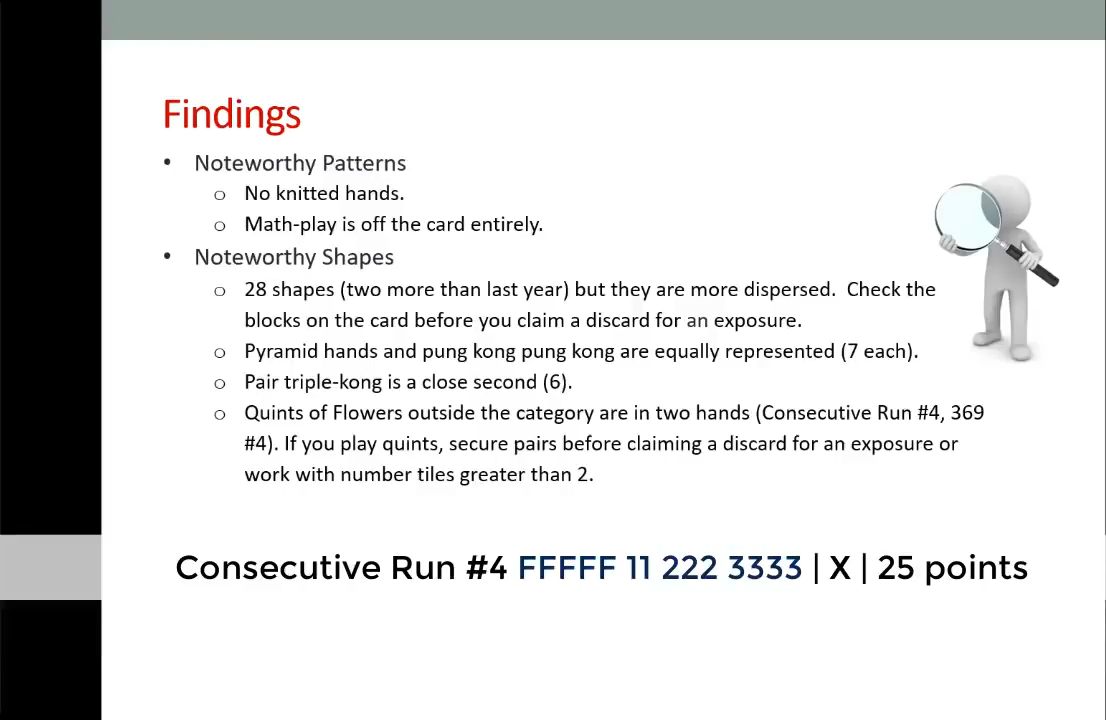 Findings
• Noteworthy Patterns
o No knitted hands.
o Math-play is off the card entirely.
• Noteworthy Shapes
o 28 shapes (two more than last year) but they are more dispersed. Check the
blocks on the card before you claim a discard for an exposure.
o Pyramid hands and pung kong pung kong are equally represented (7 each).
o Pair triple-kong is a close second (6).
o Quints of Flowers outside the category are in two hands (Consecutive Run #4, 369
#4). If you play quints, secure pairs before claiming a discard for an exposure or
work with number tiles greater than 2.
Consecutive Run #4 FFFFF 11 222 3333 | X | 25 points